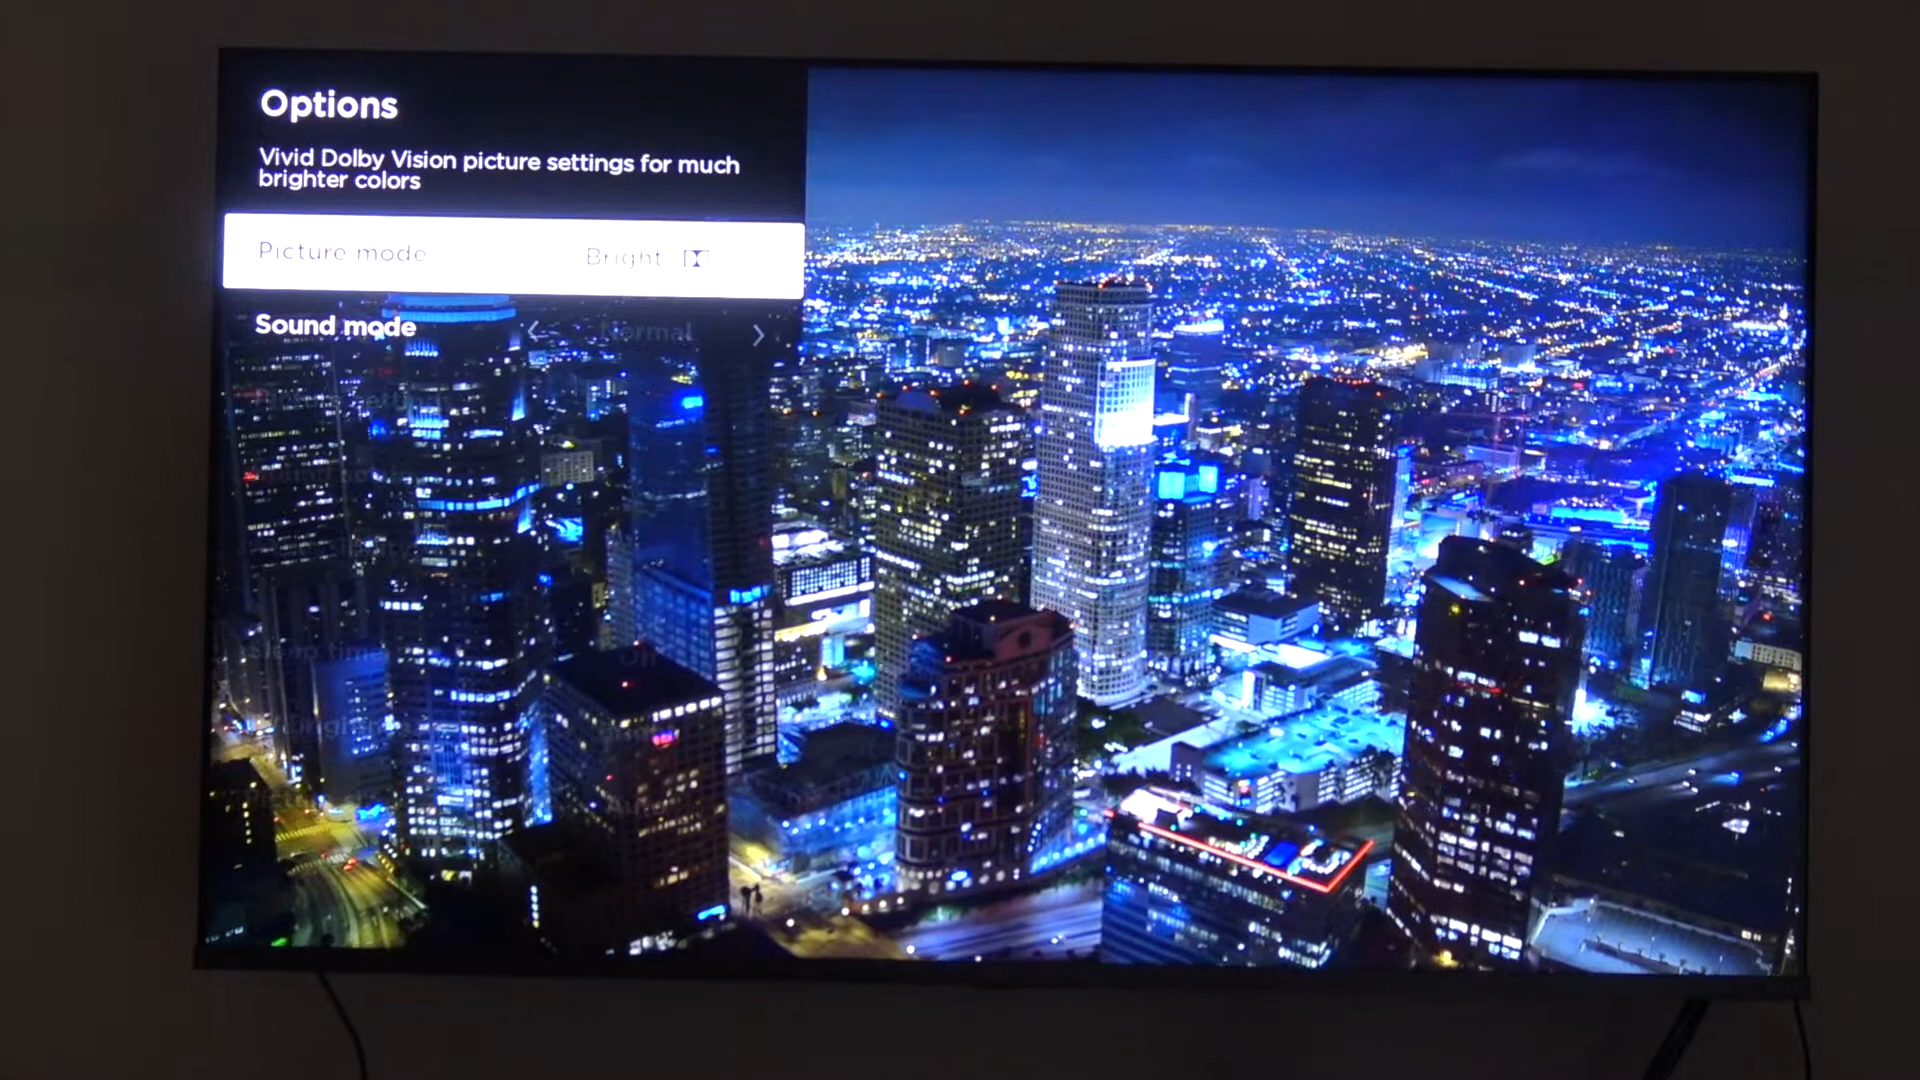 Options
Vivid Dolby Vision picture settings for much
brighter colors
Picture mode Bright
Sound mode Normal